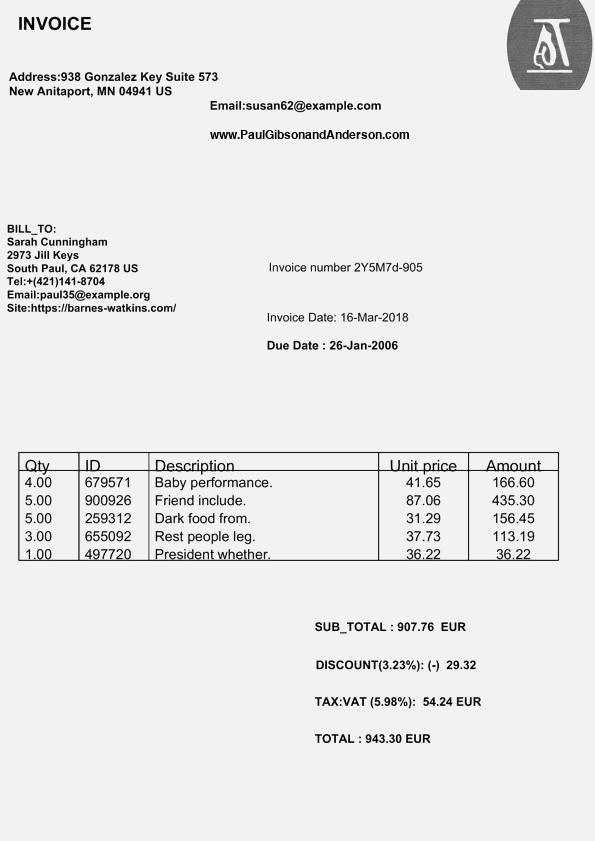 INVOICE
Address:938 Gonzalez Key Suite 573
New Anitaport, MN 04941 US
Email:susan62@example.com
www.PaulGibsonandAnderson.com
BILL_TO:
Sarah Cunningham
2973 Jill Keys
South Paul, CA 62178 US
Tel:+(421)141-8704
Email:paul35@example.org
Site:https://barnes-watkins.com/
Invoice number 2Y5M7d-905
Invoice Date: 16-Mar-2018
Due Date : 26-Jan-2006
Qty ID Description Unit price Amount
4.00 679571 Baby performance. 41.65 166.60
5.00 900926 Friend include. 87.06 435.30
5.00 259312 Dark food from. 31.29 156.45
3.00 655092 Rest people leg. 37.73 113.19
1.00 497720 President whether. 36.22 36.22
SUB_TOTAL : 907.76 EUR
DISCOUNT(3.23%): (-) 29.32
TAX:VAT (5.98%): 54.24 EUR
TOTAL : 943.30 EUR